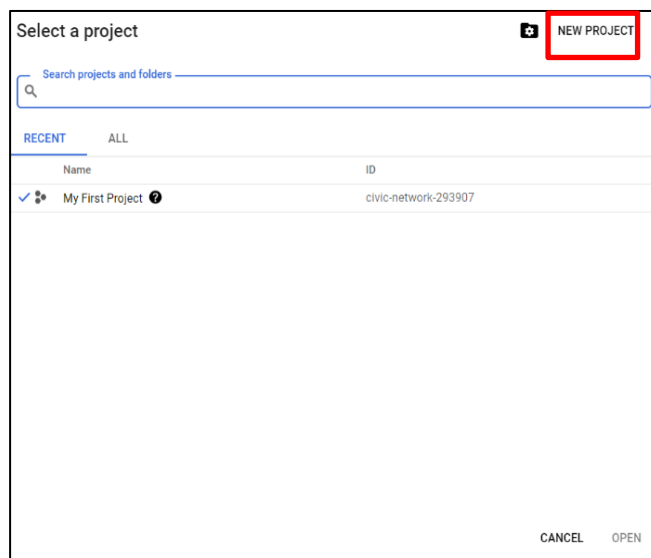 Select a project
NEW PROJECT
Search projects and folders
RECENT ALL
Name ID
My First Project civic-network-293907
CANCEL OPEN